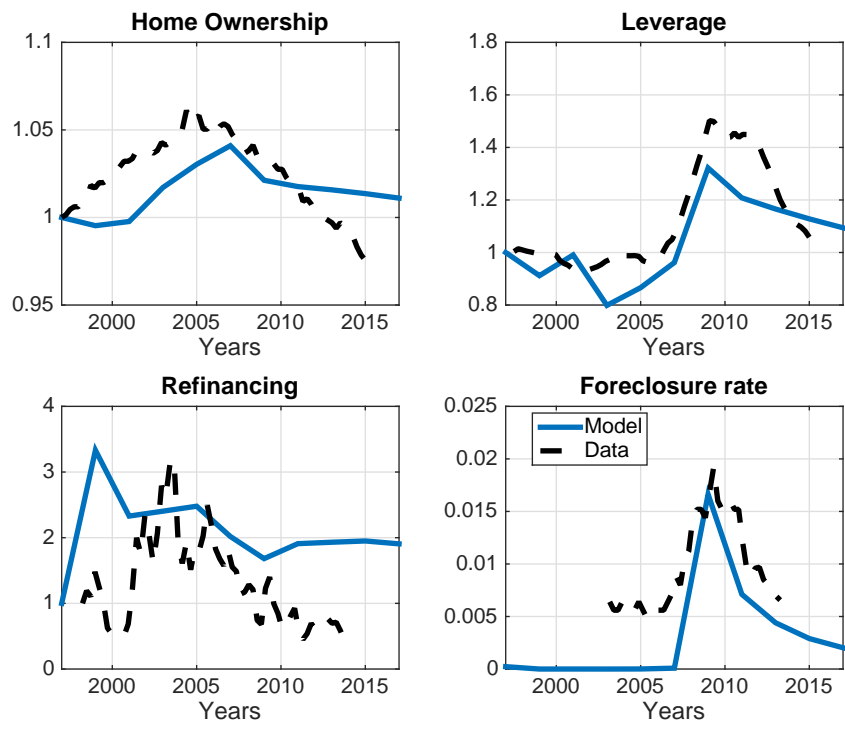 Home Ownership
1.1
1.05
1
0.95
2000 2005 2010 2015
Years
Leverage
1.8
1.6
1.4
1.2
1
0.8
2000 2005 2010 2015
Years
Refinancing
4
3
2
1
0
2000 2005 2010 2015
Years
Foreclosure rate
0.025
0.02
0.015
0.01
0.005
0
Model
Data
2000 2005 2010 2015
Years